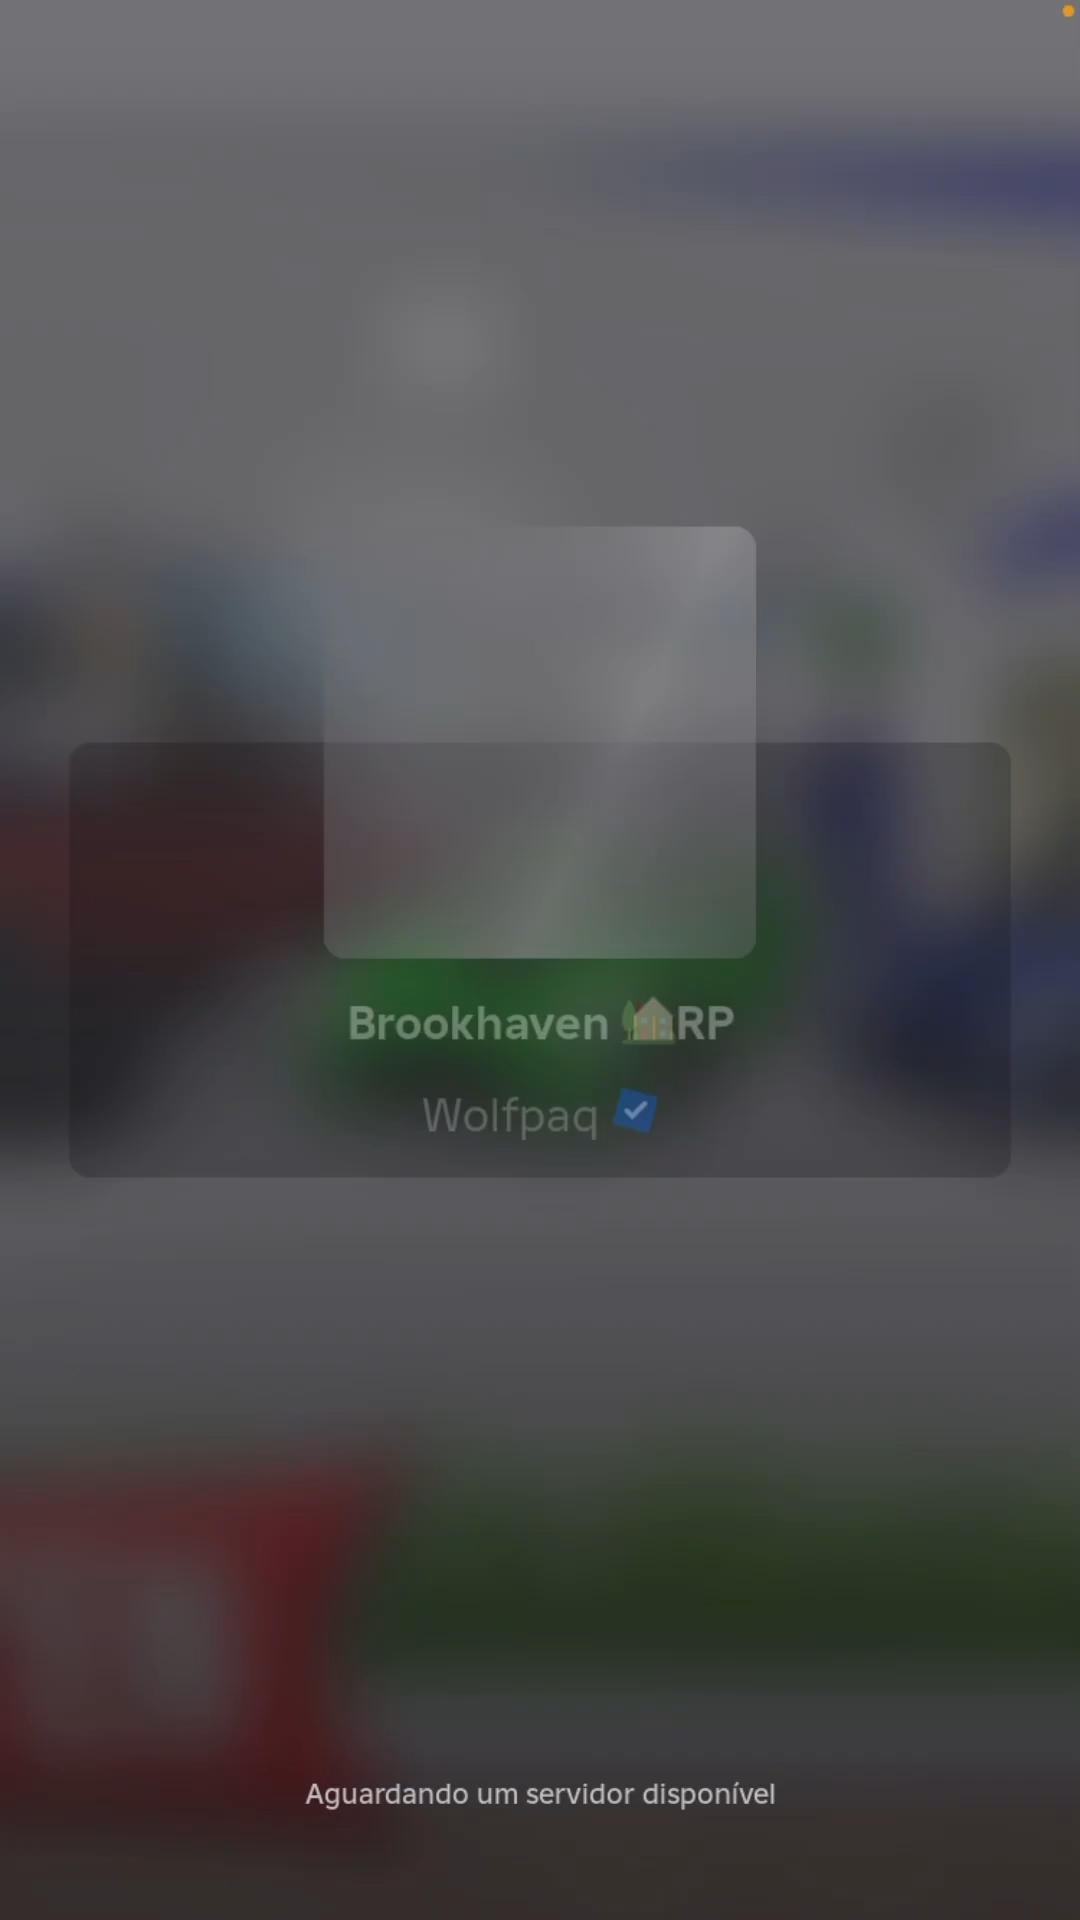 Brookhaven 🏡RP
Wolfpaq ☑️
Aguardando um servidor disponível